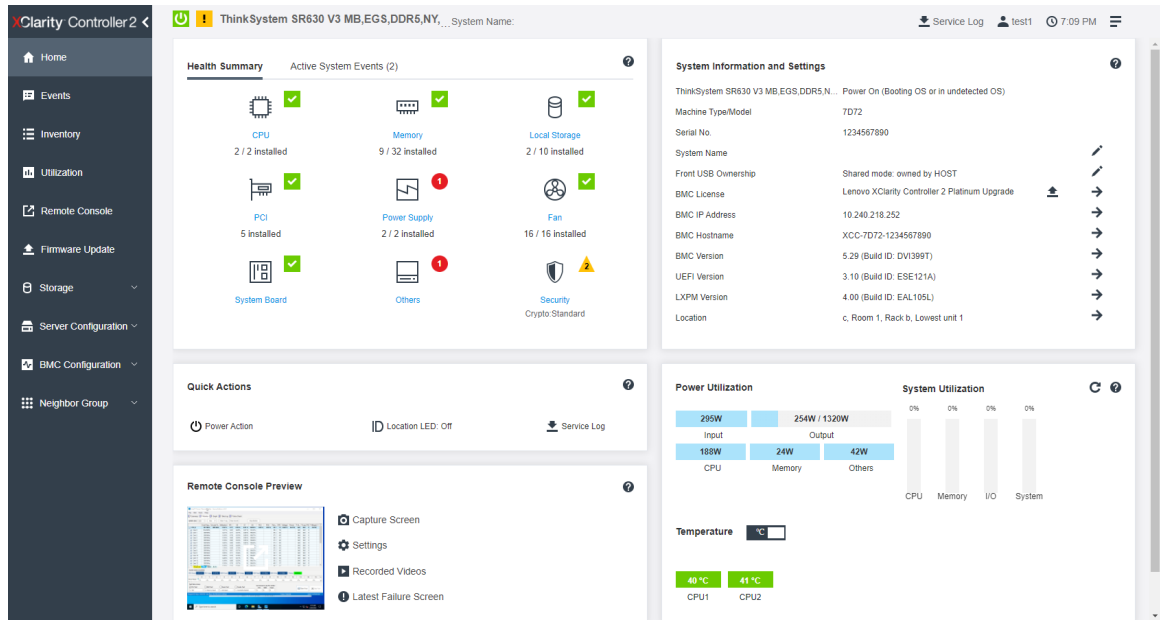 XClarity Controller 2
ThinkSystem SR630 V3 MB,EGS,DDR5,NY,... System Name:
Service Log
test1
7:09 PM
Home
Events
Inventory
Utilization
Remote Console
Firmware Update
Storage
Server Configuration
BMC Configuration
Neighbor Group
Health Summary
Active System Events (2)
CPU
2 / 2 installed
Memory
9 / 32 installed
Local Storage
2 / 10 installed
PCI
5 installed
1
Power Supply
2 / 2 installed
Fan
16 / 16 installed
System Board
1
Others
2
Security
Crypto:Standard
System Information and Settings
ThinkSystem SR630 V3 MB,EGS,DDR5,N... Power On (Booting OS or in undetected OS)
Machine Type/Model 7D72
Serial No. 1234567890
System Name
Front USB Ownership Shared mode: owned by HOST
BMC License Lenovo XClarity Controller 2 Platinum Upgrade
BMC IP Address 10.240.218.252
BMC Hostname XCC-7D72-1234567890
BMC Version 5.29 (Build ID: DVI399T)
UEFI Version 3.10 (Build ID: ESE121A)
LXPM Version 4.00 (Build ID: EAL105L)
Location c, Room 1, Rack b, Lowest unit 1
Quick Actions
Power Action
Location LED: Off
Service Log
Remote Console Preview
Capture Screen
Settings
Recorded Videos
Latest Failure Screen
Power Utilization
295W
Input
254W / 1320W
Output
188W
CPU
24W
Memory
42W
Others
System Utilization
0% 0% 0% 0%
CPU Memory I/O System
Temperature °C
40 °C 41 °C
CPU1 CPU2